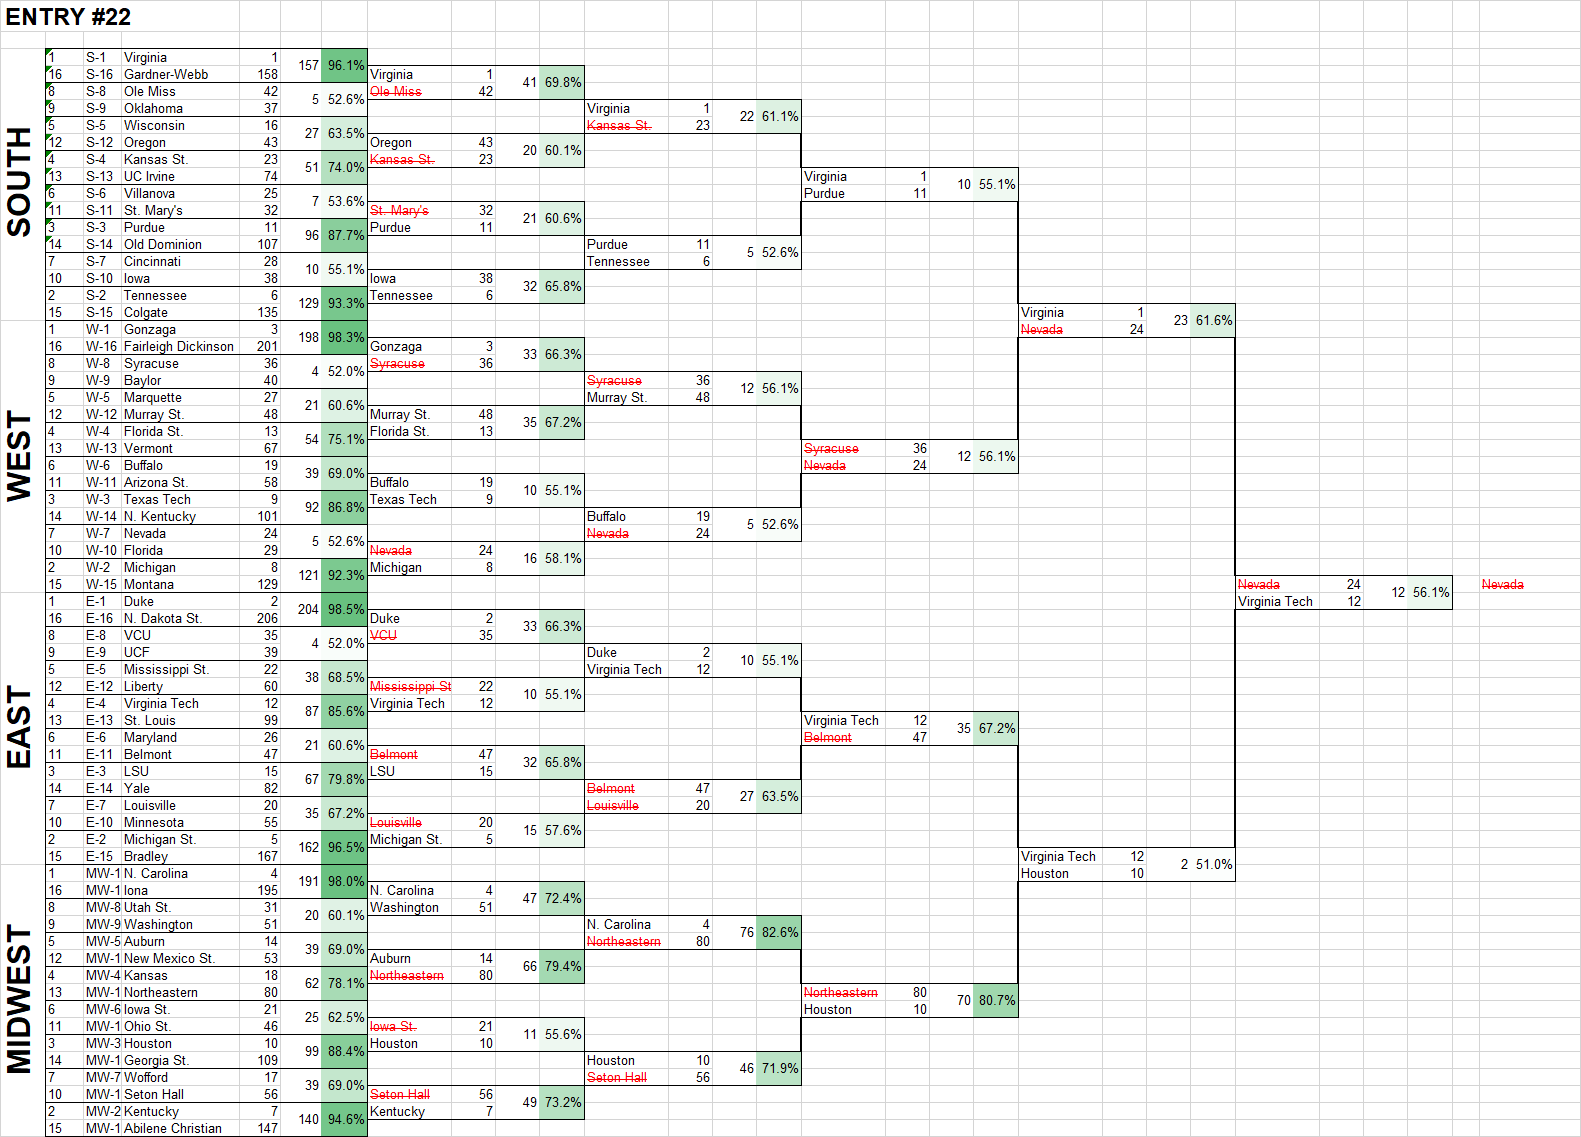 ENTRY #22
SOUTH
1 S-1 Virginia 1
157 96.1%
16 S-16 Gardner-Webb 158
8 S-8 Ole Miss 42
5 52.6%
9 S-9 Oklahoma 37
5 S-5 Wisconsin 16
27 63.5%
12 S-12 Oregon 43
4 S-4 Kansas St. 23
51 74.0%
13 S-13 UC Irvine 74
6 S-6 Villanova 25
7 53.6%
11 S-11 St. Mary's 32
3 S-3 Purdue 11
96 87.7%
14 S-14 Old Dominion 107
7 S-7 Cincinnati 28
10 55.1%
10 S-10 Iowa 38
2 S-2 Tennessee 6
129 93.3%
15 S-15 Colgate 135
WEST
1 W-1 Gonzaga 3
198 98.3%
16 W-16 Fairleigh Dickinson 201
8 W-8 Syracuse 36
4 52.0%
9 W-9 Baylor 40
5 W-5 Marquette 27
21 60.6%
12 W-12 Murray St. 48
4 W-4 Florida St. 13
54 75.1%
13 W-13 Vermont 67
6 W-6 Buffalo 19
39 69.0%
11 W-11 Arizona St. 58
3 W-3 Texas Tech 9
92 86.8%
14 W-14 N. Kentucky 101
7 W-7 Nevada 24
5 52.6%
10 W-10 Florida 29
2 W-2 Michigan 8
121 92.3%
15 W-15 Montana 129
EAST
1 E-1 Duke 2
204 98.5%
16 E-16 N. Dakota St. 206
8 E-8 VCU 35
4 52.0%
9 E-9 UCF 39
5 E-5 Mississippi St. 22
38 68.5%
12 E-12 Liberty 60
4 E-4 Virginia Tech 12
87 85.6%
13 E-13 St. Louis 99
6 E-6 Maryland 26
21 60.6%
11 E-11 Belmont 47
3 E-3 LSU 15
67 79.8%
14 E-14 Yale 82
7 E-7 Louisville 20
35 67.2%
10 E-10 Minnesota 55
2 E-2 Michigan St. 5
162 96.5%
15 E-15 Bradley 167
MIDWEST
1 MW-1 N. Carolina 4
191 98.0%
16 MW-1 Iona 195
8 MW-8 Utah St. 31
20 60.1%
9 MW-9 Washington 51
5 MW-5 Auburn 14
39 69.0%
12 MW-1 New Mexico St. 53
4 MW-4 Kansas 18
62 78.1%
13 MW-1 Northeastern 80
6 MW-6 Iowa St. 21
25 62.5%
11 MW-1 Ohio St. 46
3 MW-3 Houston 10
99 88.4%
14 MW-1 Georgia St. 109
7 MW-7 Wofford 17
39 69.0%
10 MW-1 Seton Hall 56
2 MW-2 Kentucky 7
140 94.6%
15 MW-1 Abilene Christian 147
Virginia 1
41 69.8%
Ole Miss 42
Oregon 43
20 60.1%
Kansas St. 23
St. Mary's 32
21 60.6%
Purdue 11
Iowa 38
32 65.8%
Tennessee 6
Gonzaga 3
33 66.3%
Syracuse 36
Murray St. 48
35 67.2%
Florida St. 13
Buffalo 19
10 55.1%
Texas Tech 9
Nevada 24
16 58.1%
Michigan 8
Duke 2
33 66.3%
VCU 35
Mississippi St 22
10 55.1%
Virginia Tech 12
Belmont 47
32 65.8%
LSU 15
Louisville 20
15 57.6%
Michigan St. 5
N. Carolina 4
47 72.4%
Washington 51
Auburn 14
66 79.4%
Northeastern 80
Iowa St. 21
11 55.6%
Houston 10
Seton Hall 56
49 73.2%
Kentucky 7
Virginia 1
22 61.1%
Kansas St. 23
Purdue 11
5 52.6%
Tennessee 6
Syracuse 36
12 56.1%
Murray St. 48
Buffalo 19
5 52.6%
Nevada 24
Duke 2
10 55.1%
Virginia Tech 12
Belmont 47
27 63.5%
Louisville 20
N. Carolina 4
76 82.6%
Northeastern 80
Houston 10
46 71.9%
Seton Hall 56
Virginia 1
10 55.1%
Purdue 11
Syracuse 36
12 56.1%
Nevada 24
Virginia Tech 12
35 67.2%
Belmont 47
Northeastern 80
70 80.7%
Houston 10
Virginia 1
23 61.6%
Nevada 24
Virginia Tech 12
2 51.0%
Houston 10
Nevada 24
12 56.1%
Virginia Tech 12
Nevada